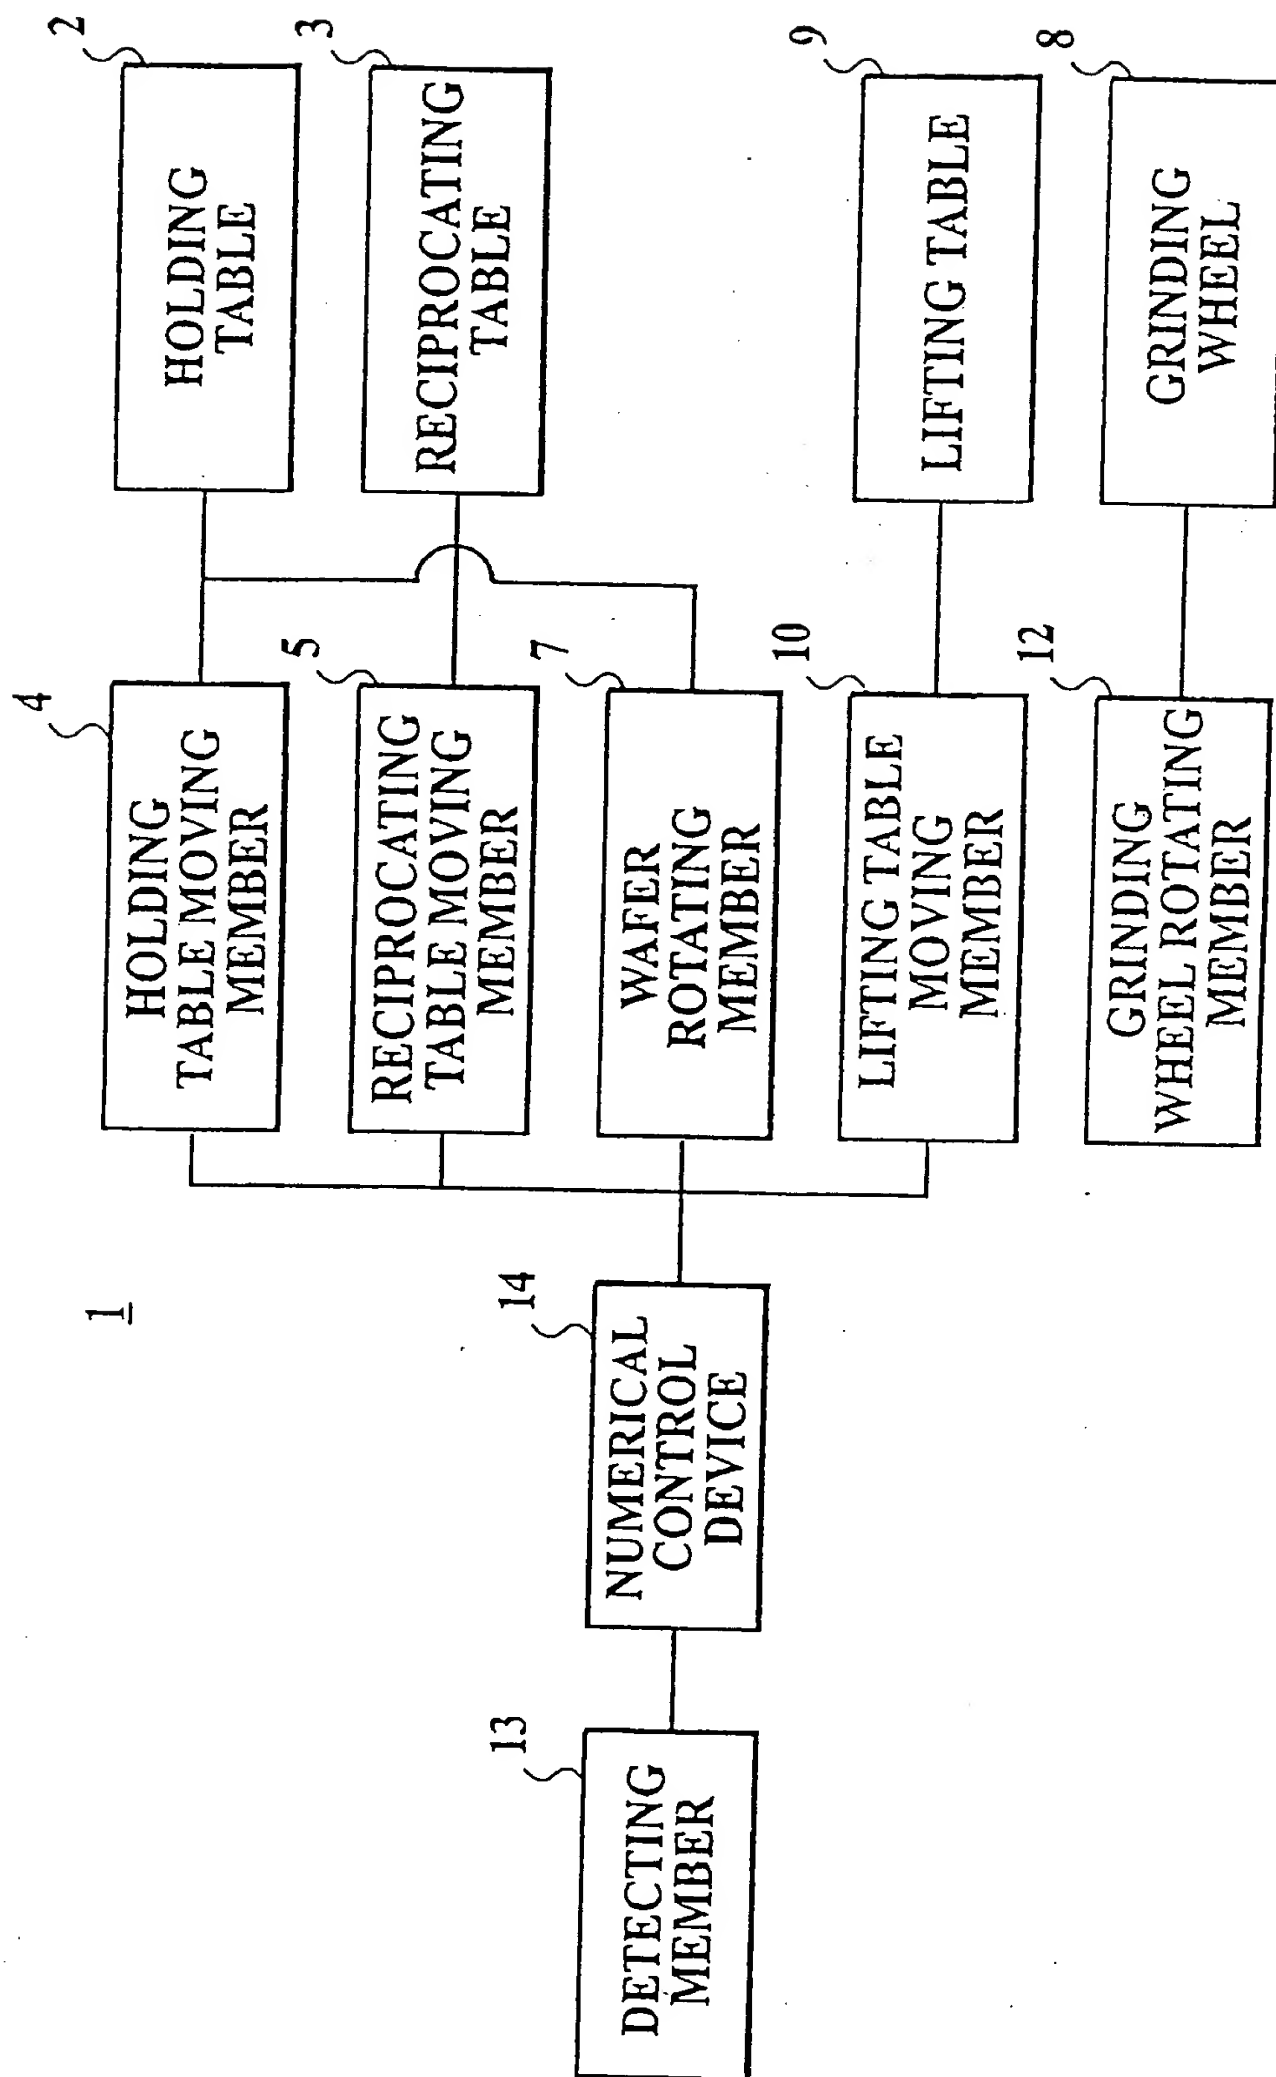 1
2
HOLDING
TABLE
3
RECIPROCATING
TABLE
9
LIFTING TABLE
8
GRINDING
WHEEL
4
HOLDING
TABLE MOVING
MEMBER
5
RECIPROCATING
TABLE MOVING
MEMBER
7
WAFER
ROTATING
MEMBER
10
LIFTING TABLE
MOVING
MEMBER
12
GRINDING
WHEEL ROTATING
MEMBER
14
NUMERICAL
CONTROL
DEVICE
13
DETECTING
MEMBER